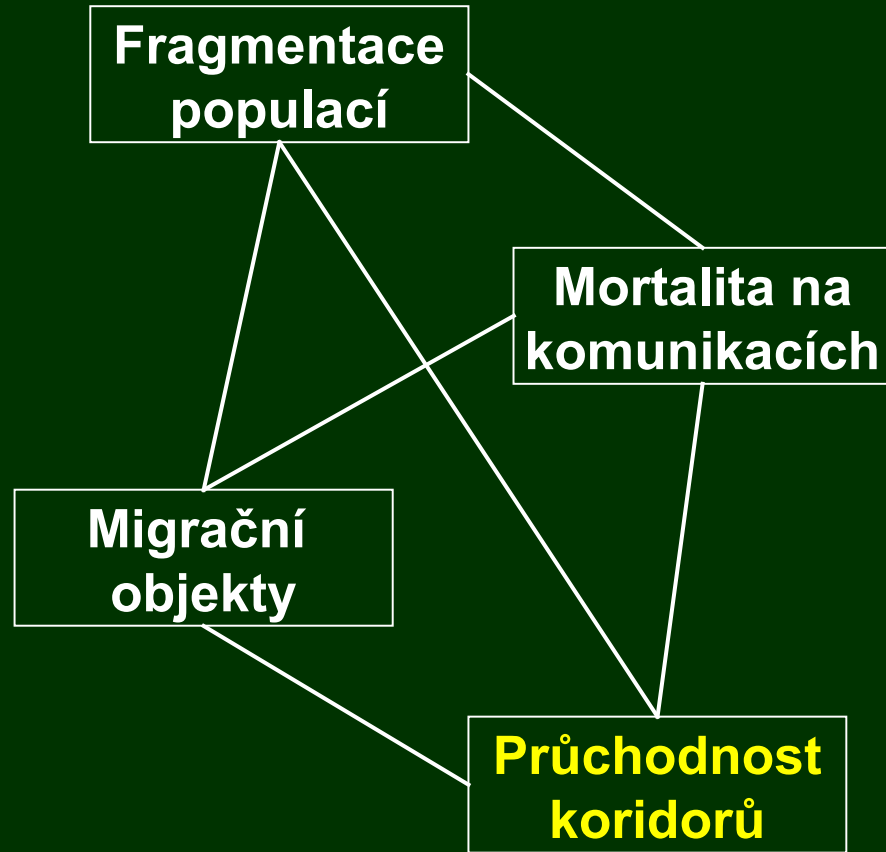 Fragmentace
populací
Mortalita na
komunikacích
Migrační
objekty
Průchodnost
koridorů